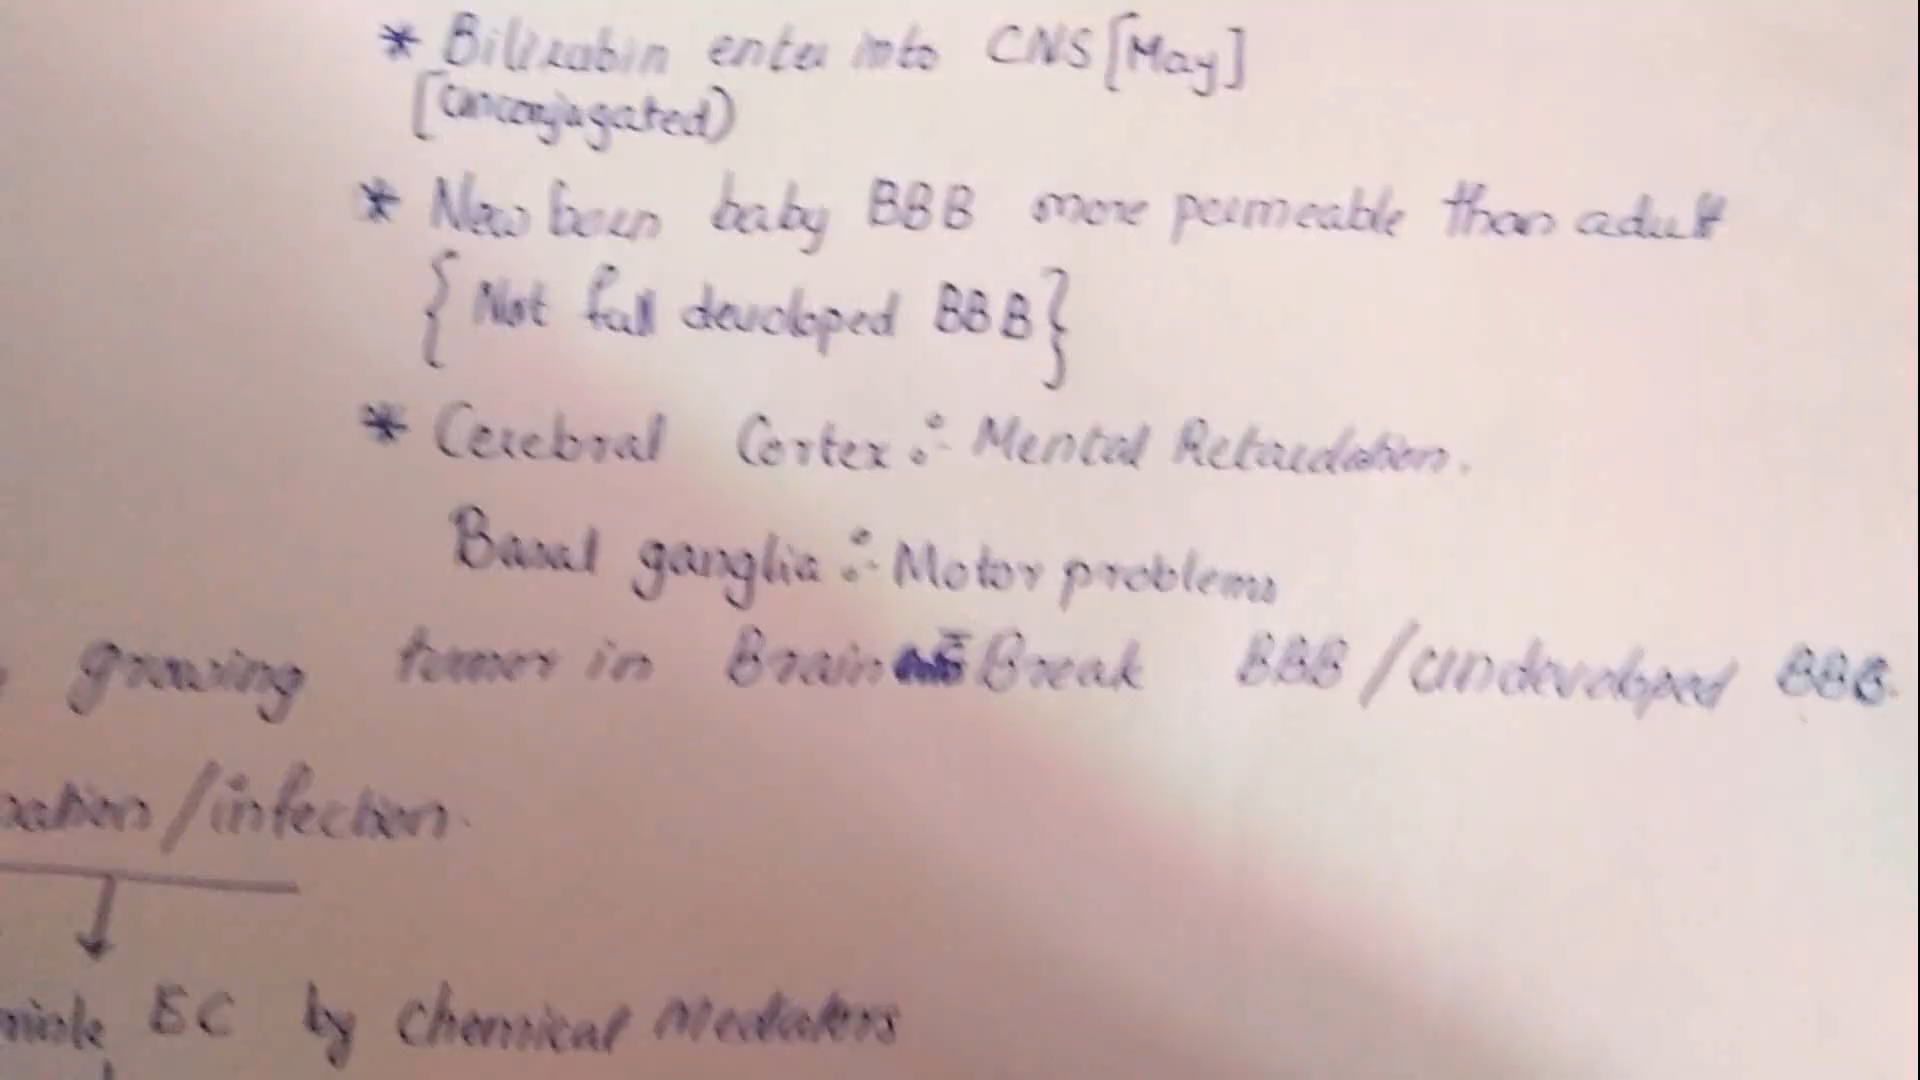 * Bilirubin enter into CNS [May]
[unconjugated)
* New born baby BBB more permeable than adult
{ Not full developed BBB }
* Cerebral Cortex :- Mental Retardation.
Basal ganglia :- Motor problems
growing tumor in Brain Break BBB / undeveloped BBB.
/infection.
EC by chemical Mediators